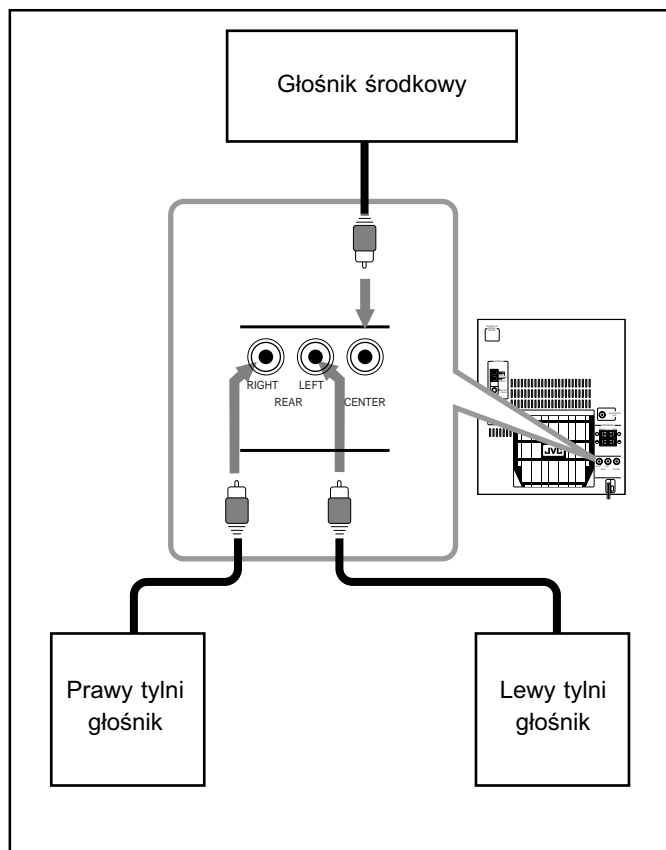 Głośnik środkowy
RIGHT LEFT
REAR CENTER
JVC
Prawy tylni
głośnik
Lewy tylni
głośnik